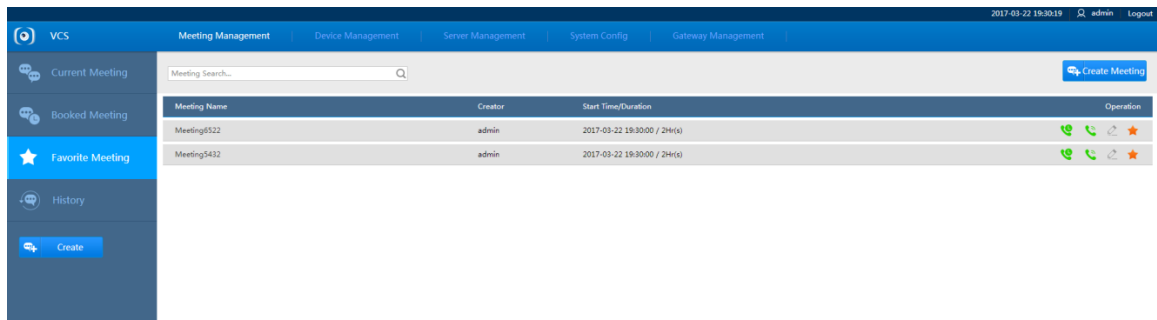 2017-03-22 19:30:19 admin Logout
VCS Meeting Management Device Management Server Management System Config Gateway Management
Current Meeting
Booked Meeting
Favorite Meeting
History
Create
Meeting Search...
Create Meeting
Meeting Name Creator Start Time/Duration Operation
Meeting6522 admin 2017-03-22 19:30:00 / 2Hr(s)
Meeting5432 admin 2017-03-22 19:30:00 / 2Hr(s)